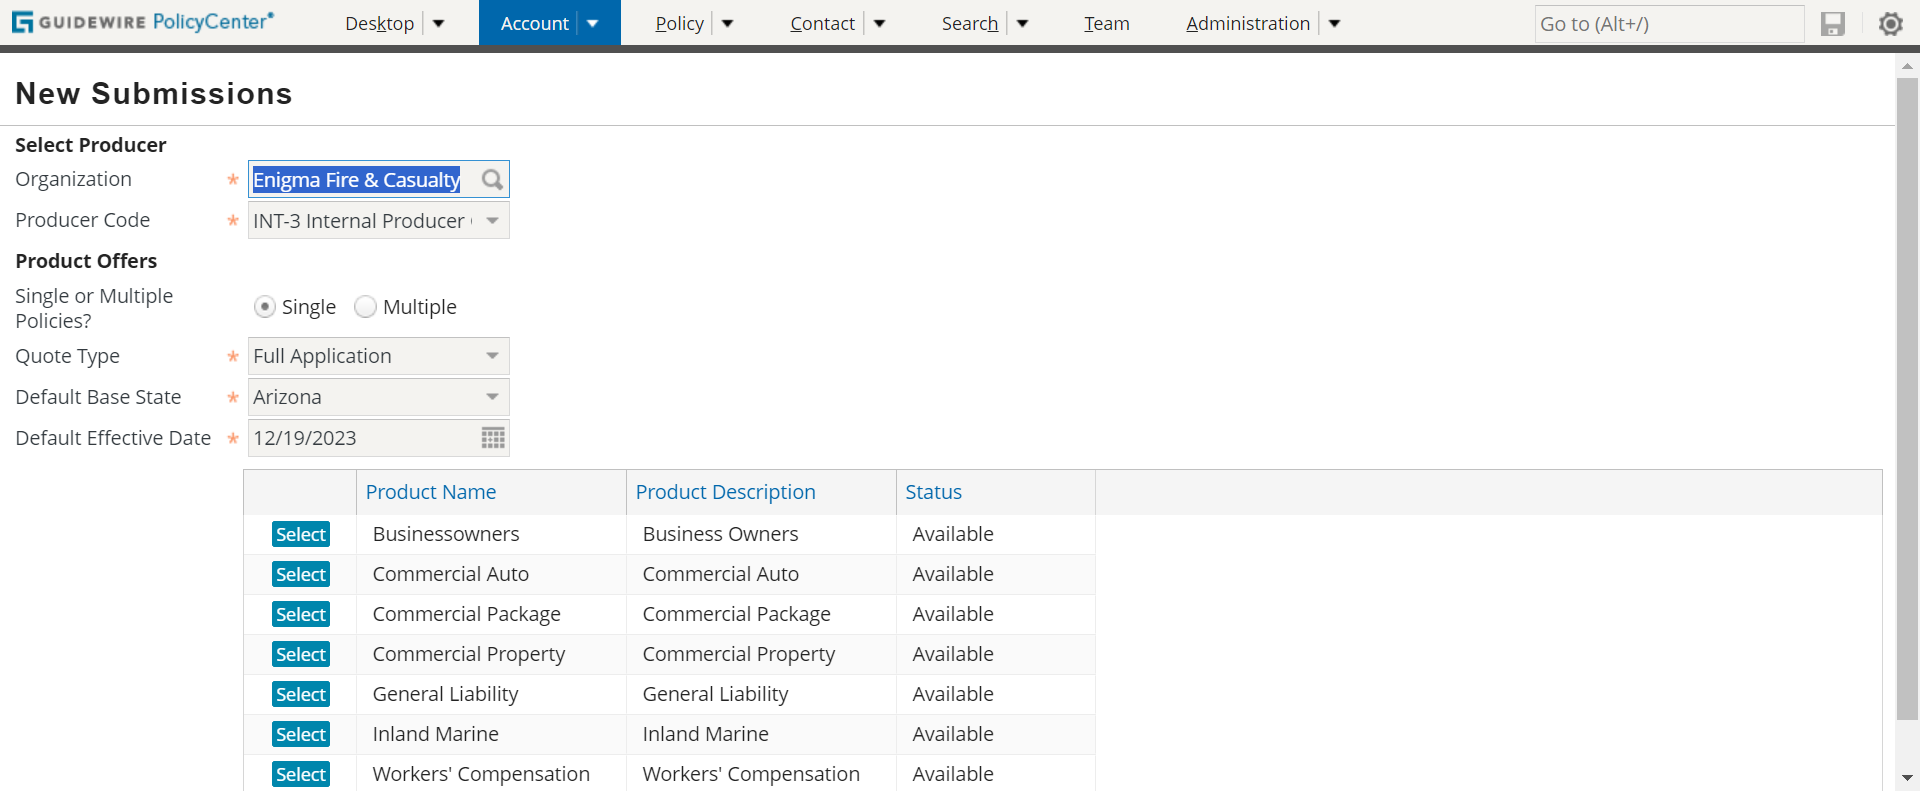 GUIDEWIRE PolicyCenter® Desktop Account Policy Contact Search Team Administration Go to (Alt+/)
New Submissions
Select Producer
Organization * Enigma Fire & Casualty
Producer Code * INT-3 Internal Producer
Product Offers
Single or Multiple Policies? Single Multiple
Quote Type * Full Application
Default Base State * Arizona
Default Effective Date * 12/19/2023
Product Name Product Description Status
Select Businessowners Business Owners Available
Select Commercial Auto Commercial Auto Available
Select Commercial Package Commercial Package Available
Select Commercial Property Commercial Property Available
Select General Liability General Liability Available
Select Inland Marine Inland Marine Available
Select Workers' Compensation Workers' Compensation Available